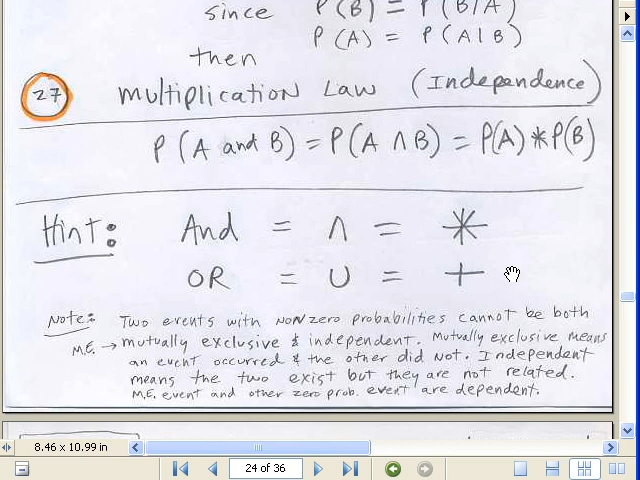 since P(B) = P(B/A)
P(A) = P(A|B)
then
27 Multiplication Law (Independence)
P(A and B) = P(A ∩ B) = P(A) * P(B)
Hint: And = ∩ = *
OR = ∪ = +
Note: Two events with nonzero probabilities cannot be both
M.E. → mutually exclusive & independent. Mutually exclusive means
an event occurred & the other did not. Independent
means the two exist but they are not related.
M.E. event and other zero prob. event are dependent.
8.46 x 10.99 in
24 of 36